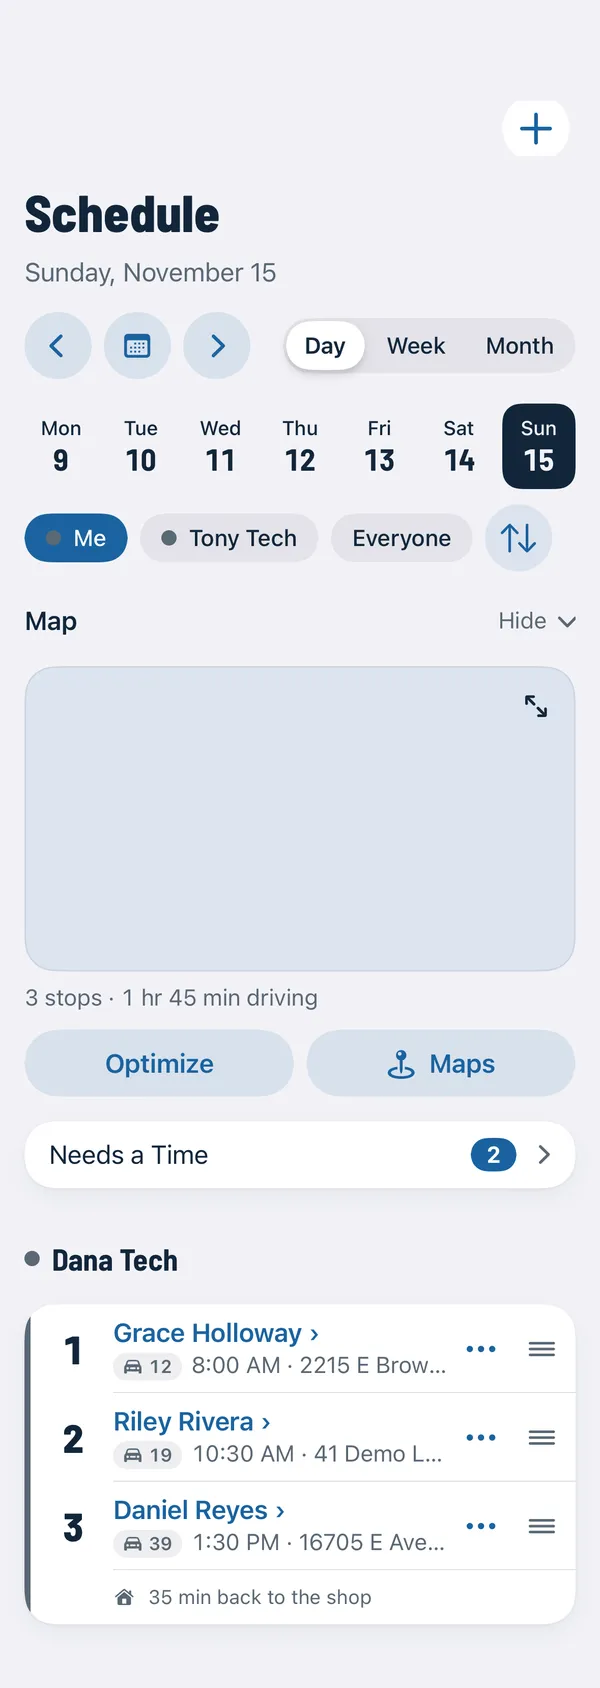 Schedule
Sunday, November 15
Day Week Month
Mon Tue Wed Thu Fri Sat Sun
9 10 11 12 13 14 15
Me Tony Tech Everyone
Map Hide
3 stops · 1 hr 45 min driving
Optimize Maps
Needs a Time 2
Dana Tech
1 Grace Holloway ›
12 8:00 AM · 2215 E Brow...
2 Riley Rivera ›
19 10:30 AM · 41 Demo L...
3 Daniel Reyes ›
39 1:30 PM · 16705 E Ave...
35 min back to the shop